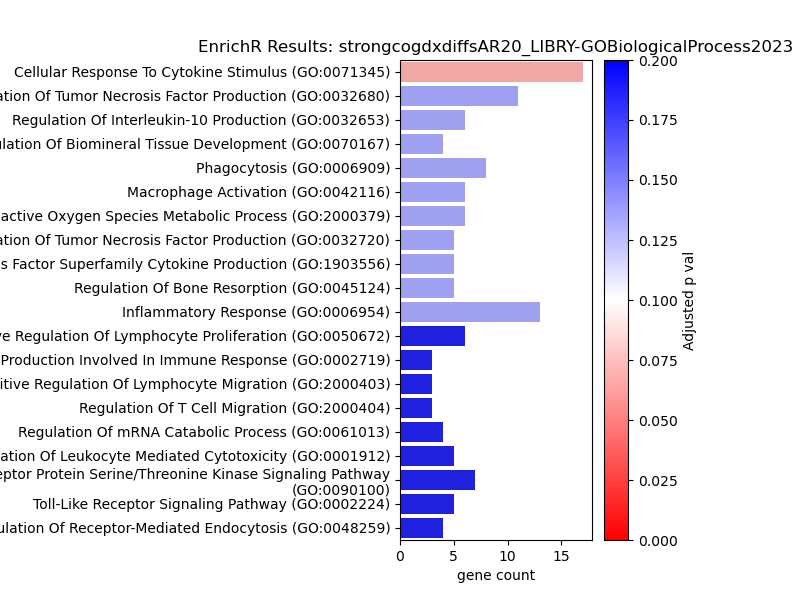 EnrichR Results: strongcogdxdiffsAR20_LIBRY-GOBiologicalProcess2023
Cellular Response To Cytokine Stimulus (GO:0071345)
ation Of Tumor Necrosis Factor Production (GO:0032680)
Regulation Of Interleukin-10 Production (GO:0032653)
ulation Of Biomineral Tissue Development (GO:0070167)
Phagocytosis (GO:0006909)
Macrophage Activation (GO:0042116)
active Oxygen Species Metabolic Process (GO:2000379)
ation Of Tumor Necrosis Factor Production (GO:0032720)
s Factor Superfamily Cytokine Production (GO:1903556)
Regulation Of Bone Resorption (GO:0045124)
Inflammatory Response (GO:0006954)
ve Regulation Of Lymphocyte Proliferation (GO:0050672)
Production Involved In Immune Response (GO:0002719)
itive Regulation Of Lymphocyte Migration (GO:2000403)
Regulation Of T Cell Migration (GO:2000404)
Regulation Of mRNA Catabolic Process (GO:0061013)
ation Of Leukocyte Mediated Cytotoxicity (GO:0001912)
eptor Protein Serine/Threonine Kinase Signaling Pathway
(GO:0090100)
Toll-Like Receptor Signaling Pathway (GO:0002224)
ulation Of Receptor-Mediated Endocytosis (GO:0048259)
0 5 10 15
gene count
0.200
0.175
0.150
0.125
0.100
0.075
0.050
0.025
0.000
Adjusted p val